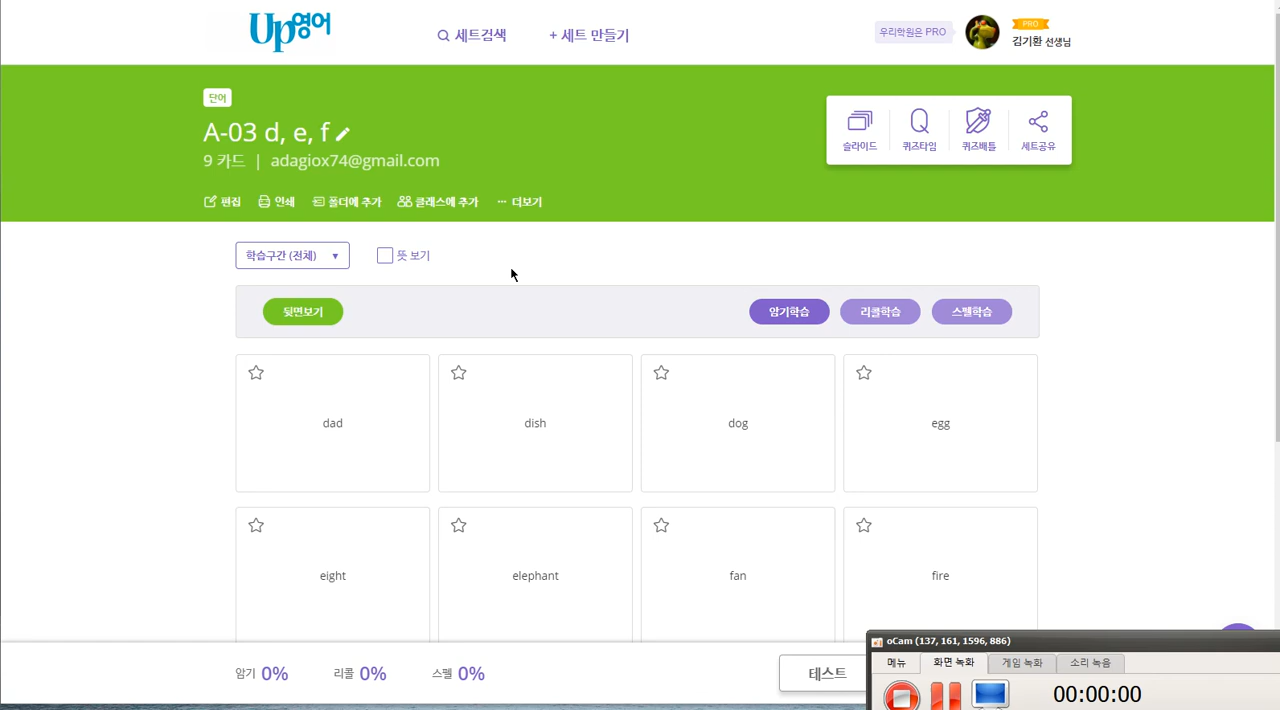 Up영어
세트검색
+ 세트 만들기
우리학원은 PRO
PRO
김기환 선생님
단어
A-03 d, e, f
9 카드 | adagiox74@gmail.com
슬라이드
퀴즈타임
퀴즈배틀
세트공유
편집
인쇄
폴더에 추가
클래스에 추가
··· 더보기
학습구간 (전체) ▼
뜻 보기
뒷면보기
암기학습
리콜학습
스펠학습
dad
dish
dog
egg
eight
elephant
fan
fire
암기 0%
리콜 0%
스펠 0%
테스트
oCam (137, 161, 1596, 886)
메뉴
화면 녹화
게임 녹화
소리 녹음
00:00:00